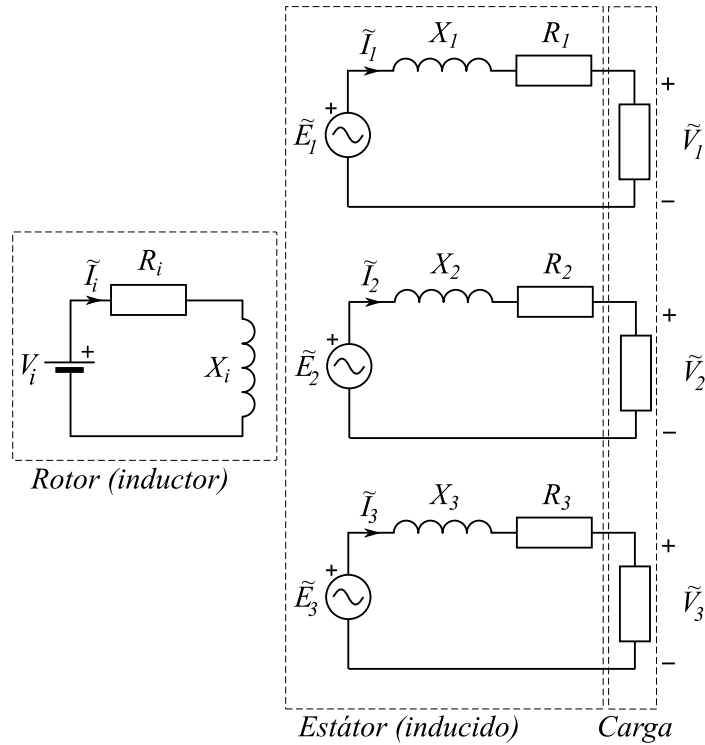 Ĩ₁ X₁ R₁
+ Ẽ₁ + Ṽ₁ −
Ĩ₂ X₂ R₂
+ Ẽ₂ + Ṽ₂ −
Ĩᵢ Rᵢ
Vᵢ + Xᵢ
Rotor (inductor)
Ĩ₃ X₃ R₃
+ Ẽ₃ + Ṽ₃ −
Estátor (inducido) Carga